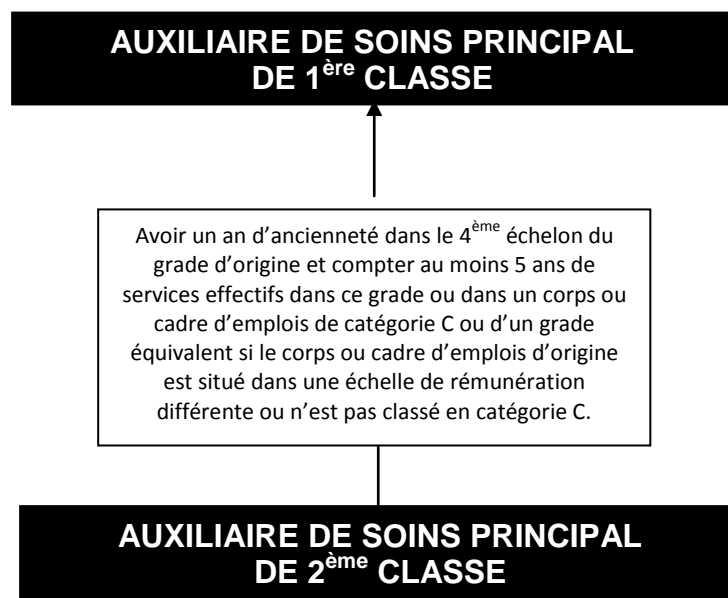 AUXILIAIRE DE SOINS PRINCIPAL
DE 1ère CLASSE
Avoir un an d’ancienneté dans le 4ème échelon du
grade d’origine et compter au moins 5 ans de
services effectifs dans ce grade ou dans un corps ou
cadre d’emplois de catégorie C ou d’un grade
équivalent si le corps ou cadre d’emplois d’origine
est situé dans une échelle de rémunération
différente ou n’est pas classé en catégorie C.
AUXILIAIRE DE SOINS PRINCIPAL
DE 2ème CLASSE